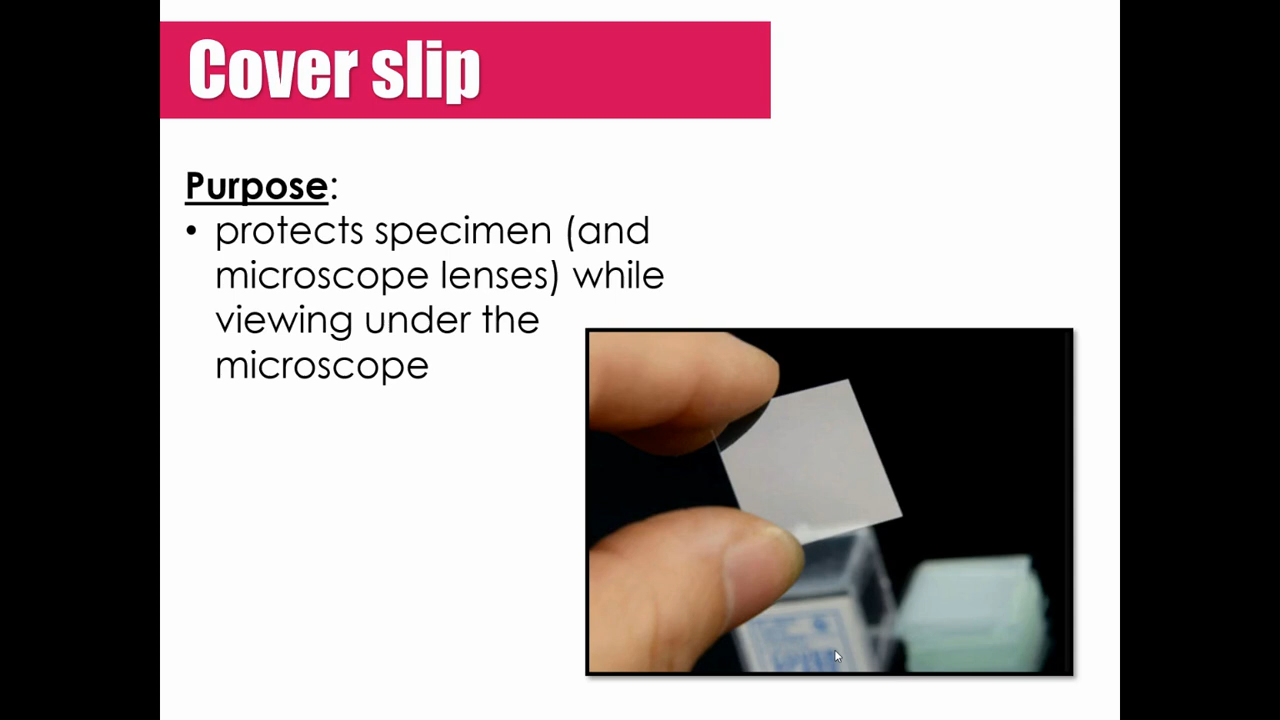 Cover slip
Purpose:
• protects specimen (and
microscope lenses) while
viewing under the
microscope